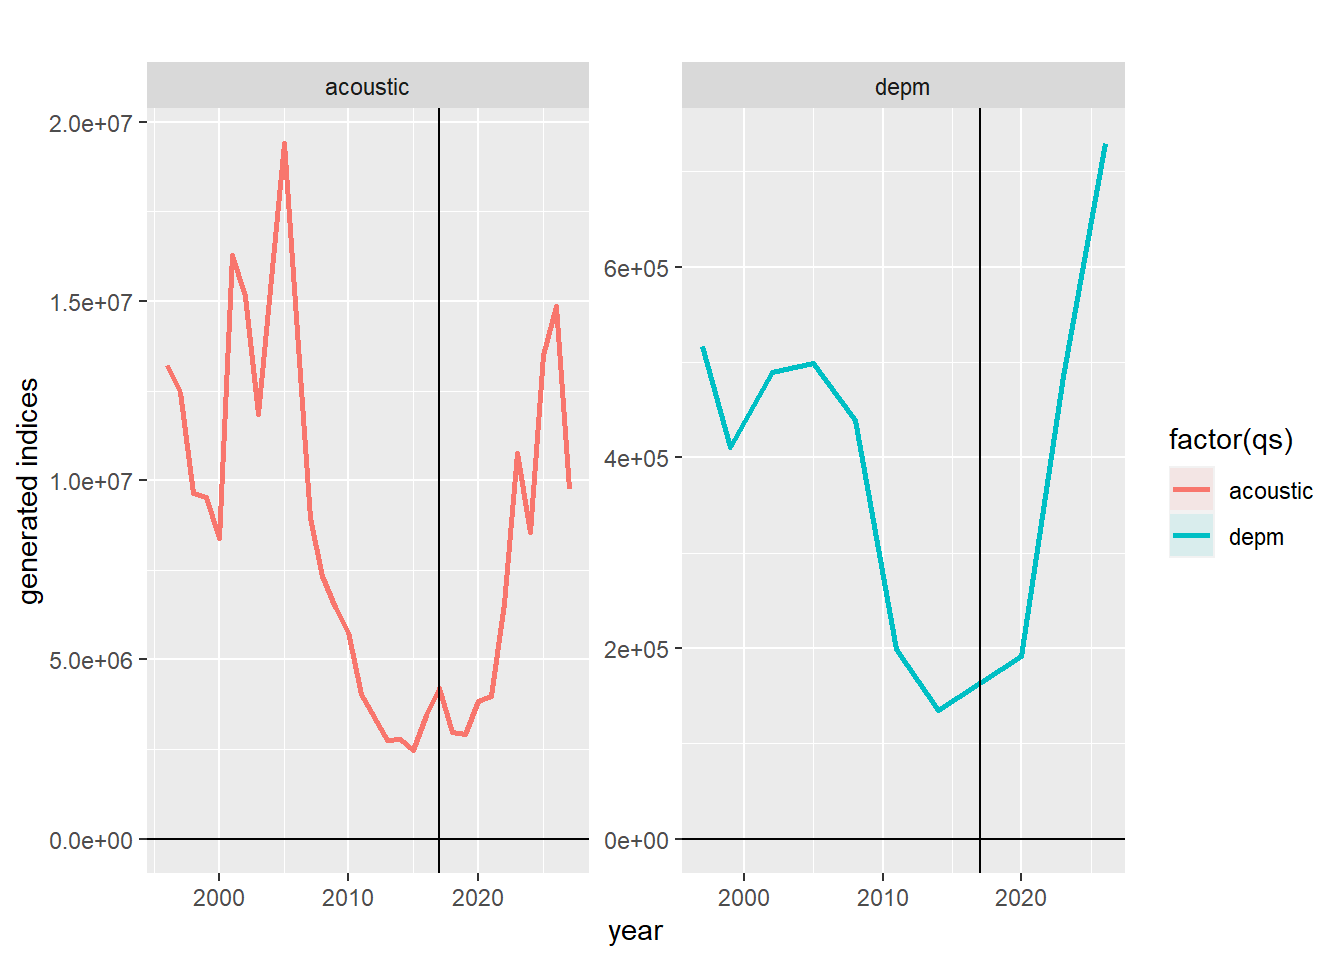 acoustic
depm
2.0e+07
1.5e+07
1.0e+07
5.0e+06
0.0e+00
6e+05
4e+05
2e+05
0e+00
generated indices
2000 2010 2020
2000 2010 2020
year
factor(qs)
acoustic
depm